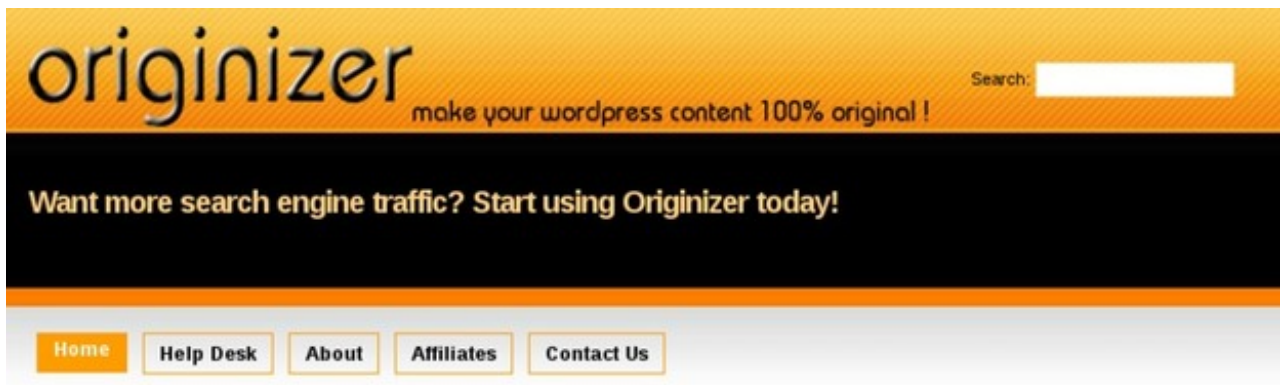 originizer
make your wordpress content 100% original !
Search:
Want more search engine traffic? Start using Originizer today!
Home Help Desk About Affiliates Contact Us